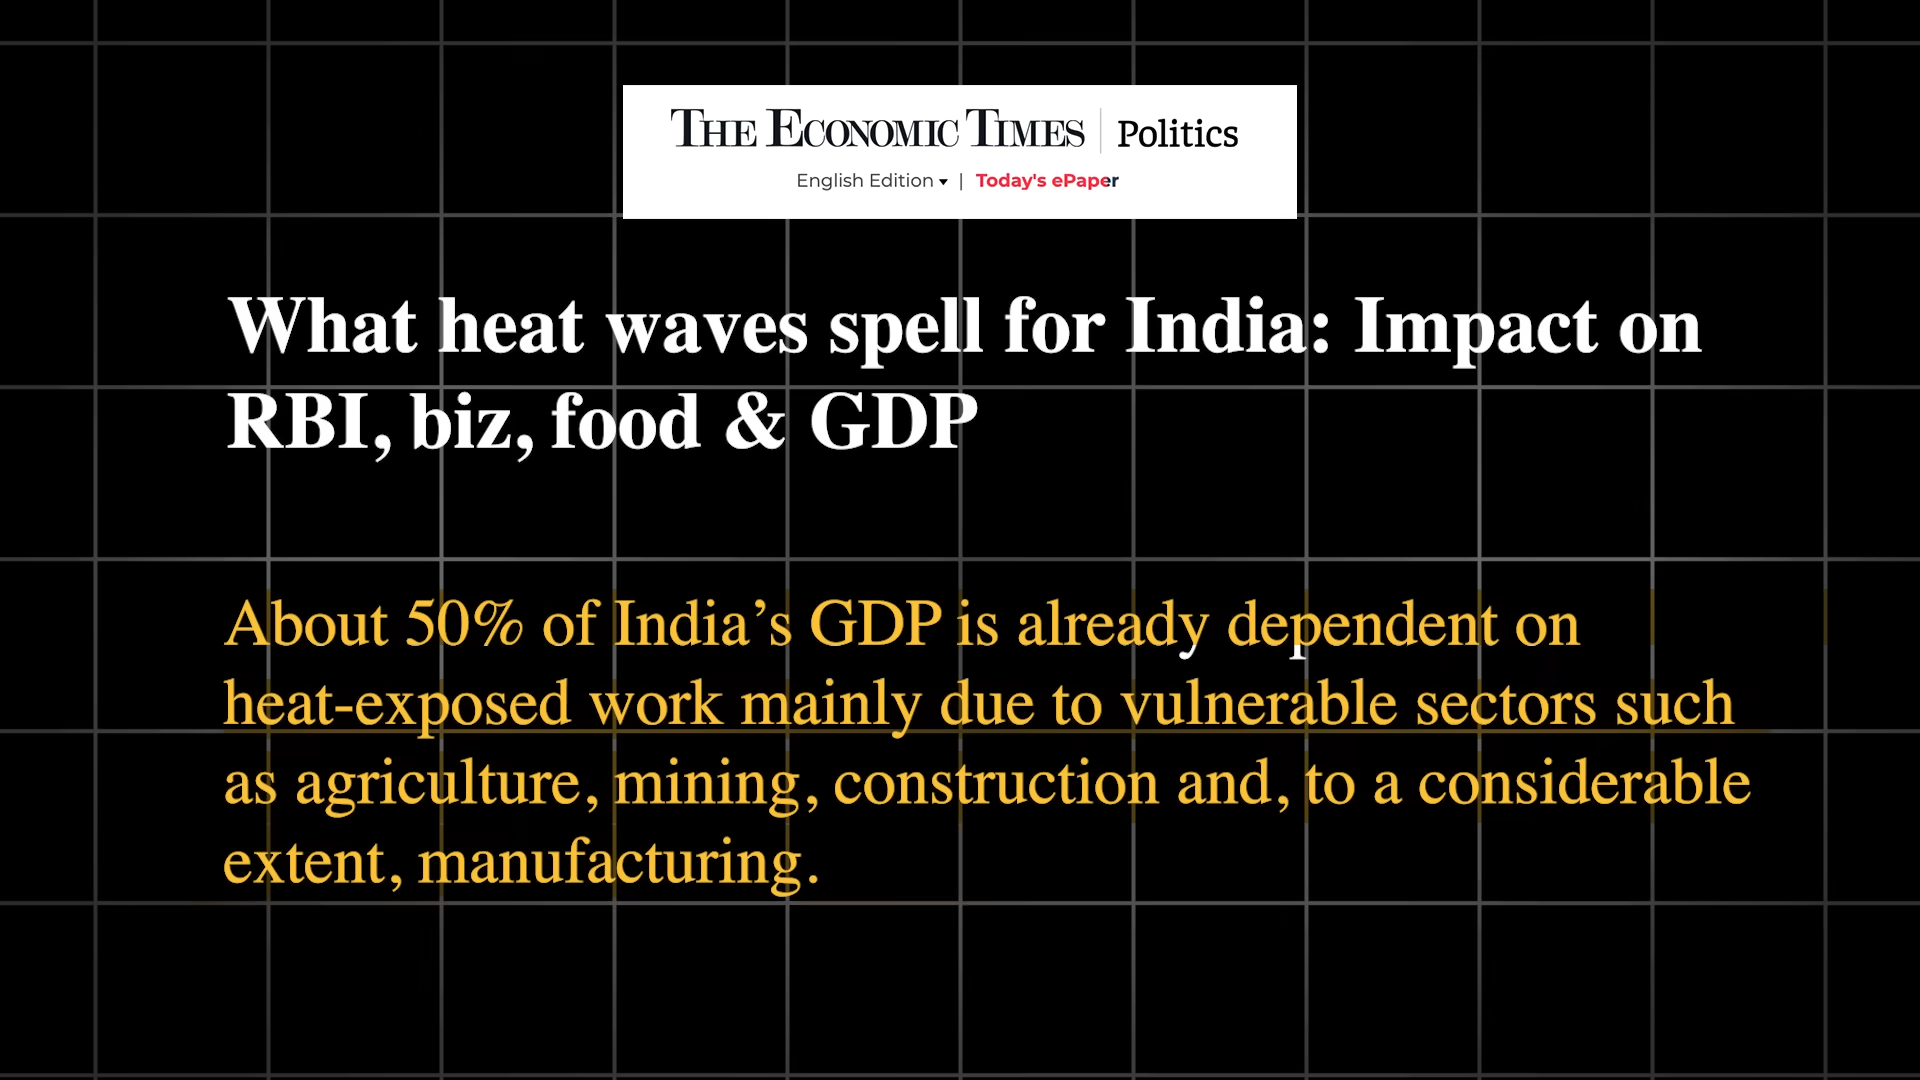 THE ECONOMIC TIMES | Politics
English Edition ▾ | Today's ePaper
What heat waves spell for India: Impact on
RBI, biz, food & GDP
About 50% of India’s GDP is already dependent on
heat-exposed work mainly due to vulnerable sectors such
as agriculture, mining, construction and, to a considerable
extent, manufacturing.